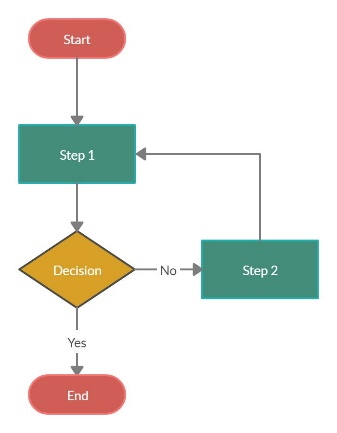 Start
Step 1
Decision
No
Step 2
Yes
End